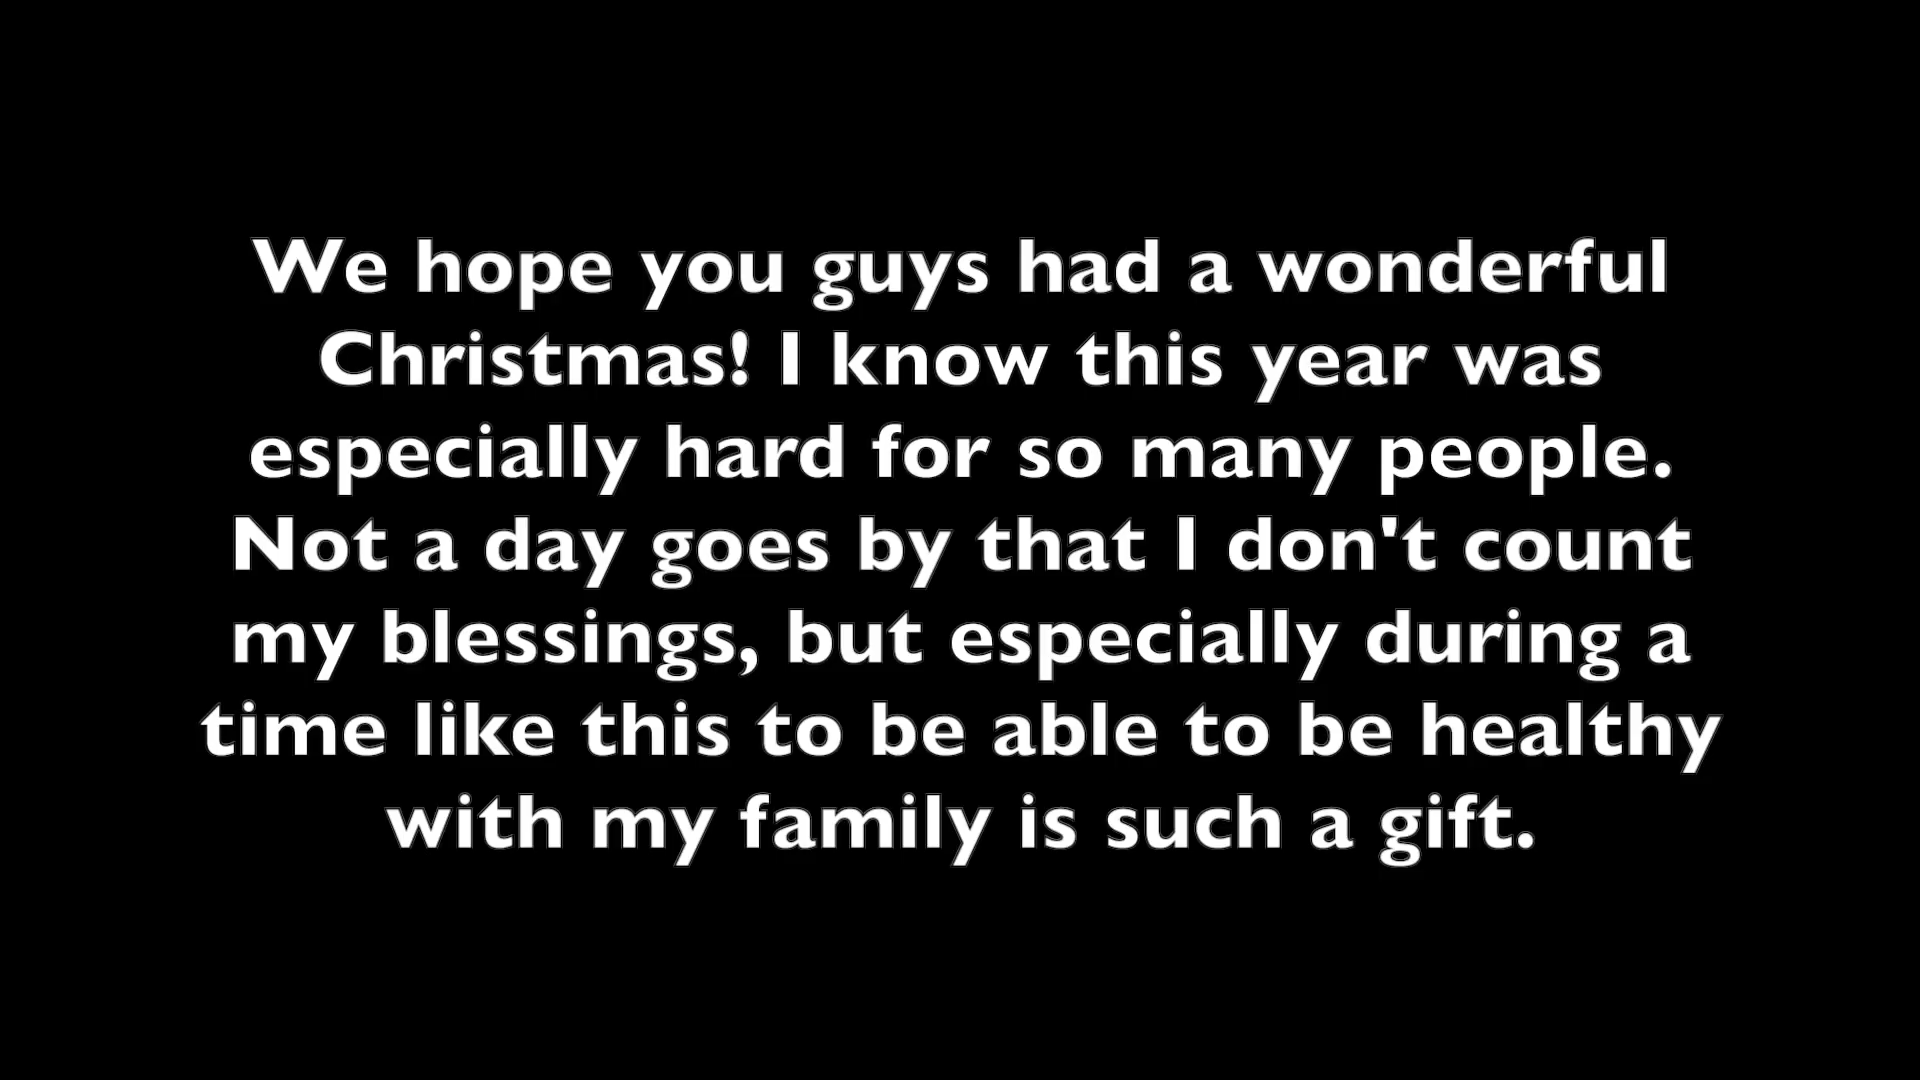 We hope you guys had a wonderful
Christmas! I know this year was
especially hard for so many people.
Not a day goes by that I don't count
my blessings, but especially during a
time like this to be able to be healthy
with my family is such a gift.